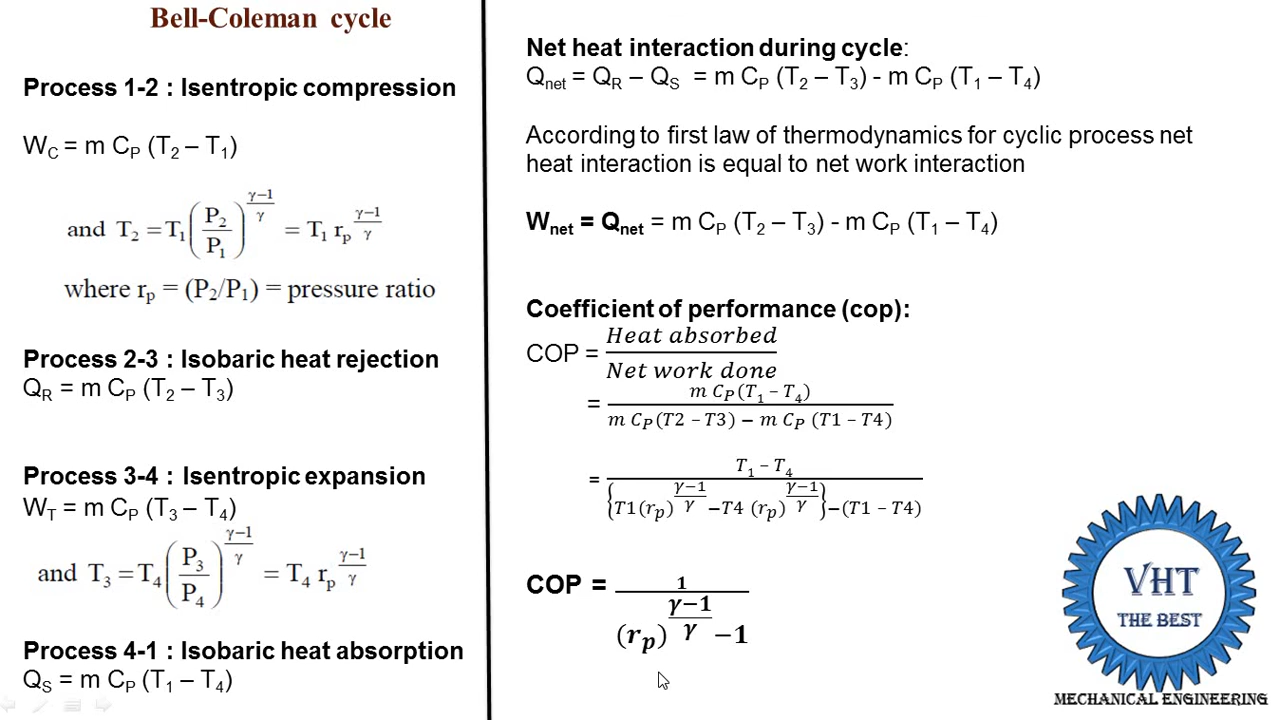 Bell-Coleman cycle
Process 1-2 : Isentropic compression
W_C = m C_P (T_2 – T_1)
and T_2 = T_1 (P_2/P_1)^((γ−1)/γ) = T_1 r_p^((γ−1)/γ)
where r_p = (P_2/P_1) = pressure ratio
Process 2-3 : Isobaric heat rejection
Q_R = m C_P (T_2 – T_3)
Process 3-4 : Isentropic expansion
W_T = m C_P (T_3 – T_4)
and T_3 = T_4 (P_3/P_4)^((γ−1)/γ) = T_4 r_p^((γ−1)/γ)
Process 4-1 : Isobaric heat absorption
Q_S = m C_P (T_1 – T_4)
Net heat interaction during cycle:
Q_net = Q_R – Q_S = m C_P (T_2 – T_3) - m C_P (T_1 – T_4)
According to first law of thermodynamics for cyclic process net
heat interaction is equal to net work interaction
W_net = Q_net = m C_P (T_2 – T_3) - m C_P (T_1 – T_4)
Coefficient of performance (cop):
COP = Heat absorbed / Net work done
= m C_P (T_1 − T_4) / m C_P (T2 − T3) − m C_P (T1 − T4)
= T_1 − T_4 / {T1(r_p)^((γ−1)/γ) −T4 (r_p)^((γ−1)/γ)}−(T1 − T4)
COP = 1 / (r_p)^((γ−1)/γ) −1
VHT
THE BEST
MECHANICAL ENGINEERING